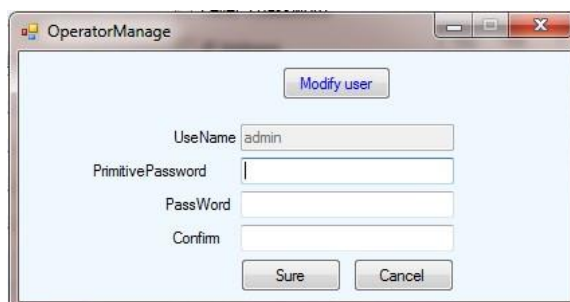 OperatorManage
Modify user
UseName admin
PrimitivePassword
PassWord
Confirm
Sure Cancel